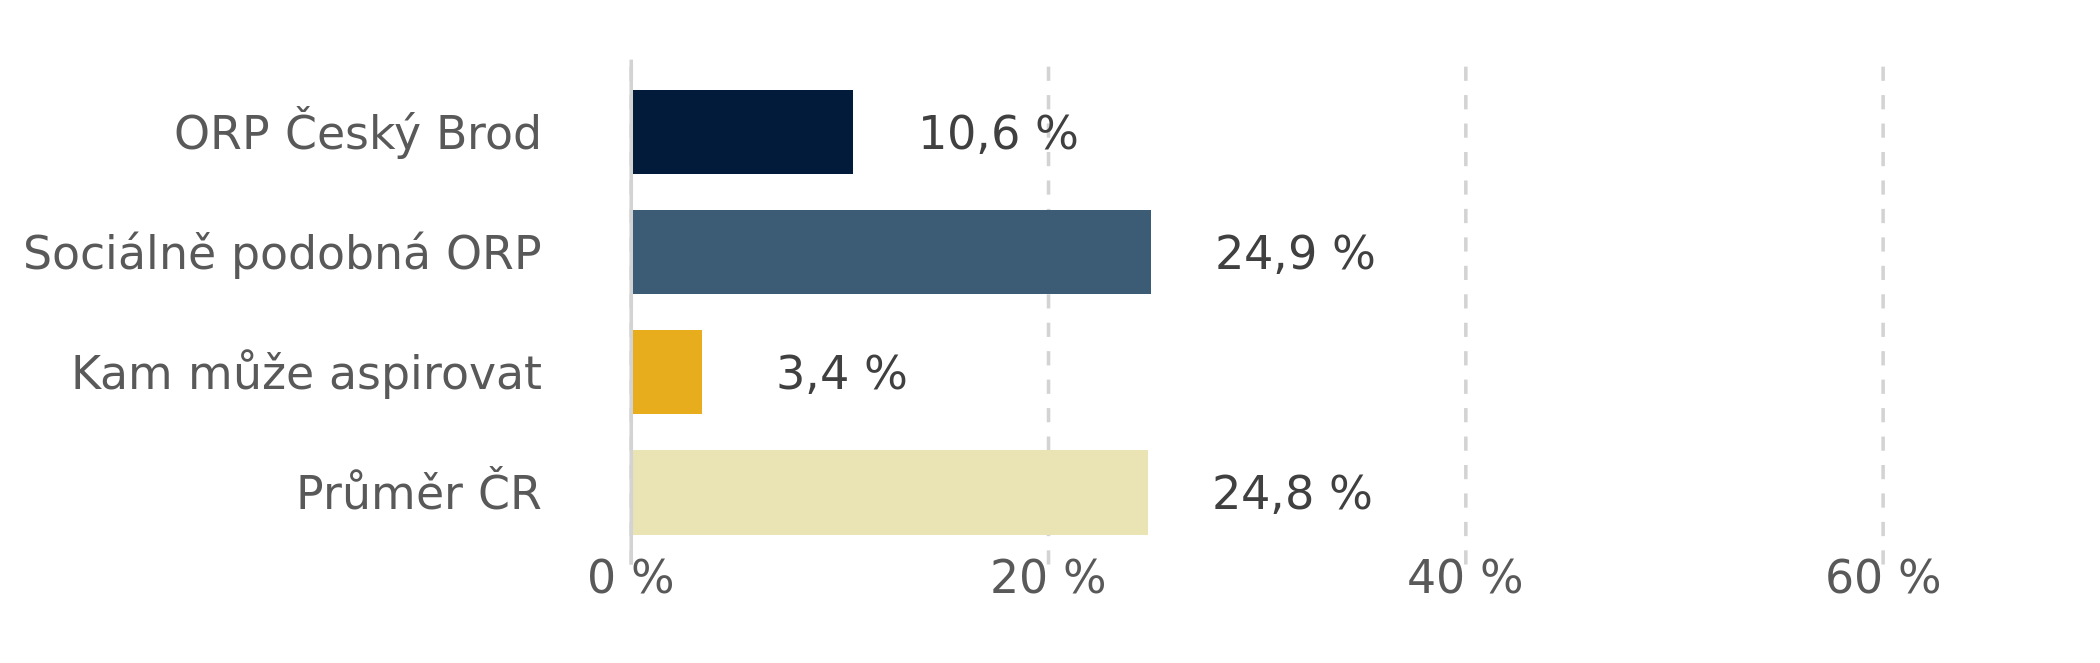 ORP Český Brod 10,6 %
Sociálně podobná ORP 24,9 %
Kam může aspirovat 3,4 %
Průměr ČR 24,8 %
0 % 20 % 40 % 60 %